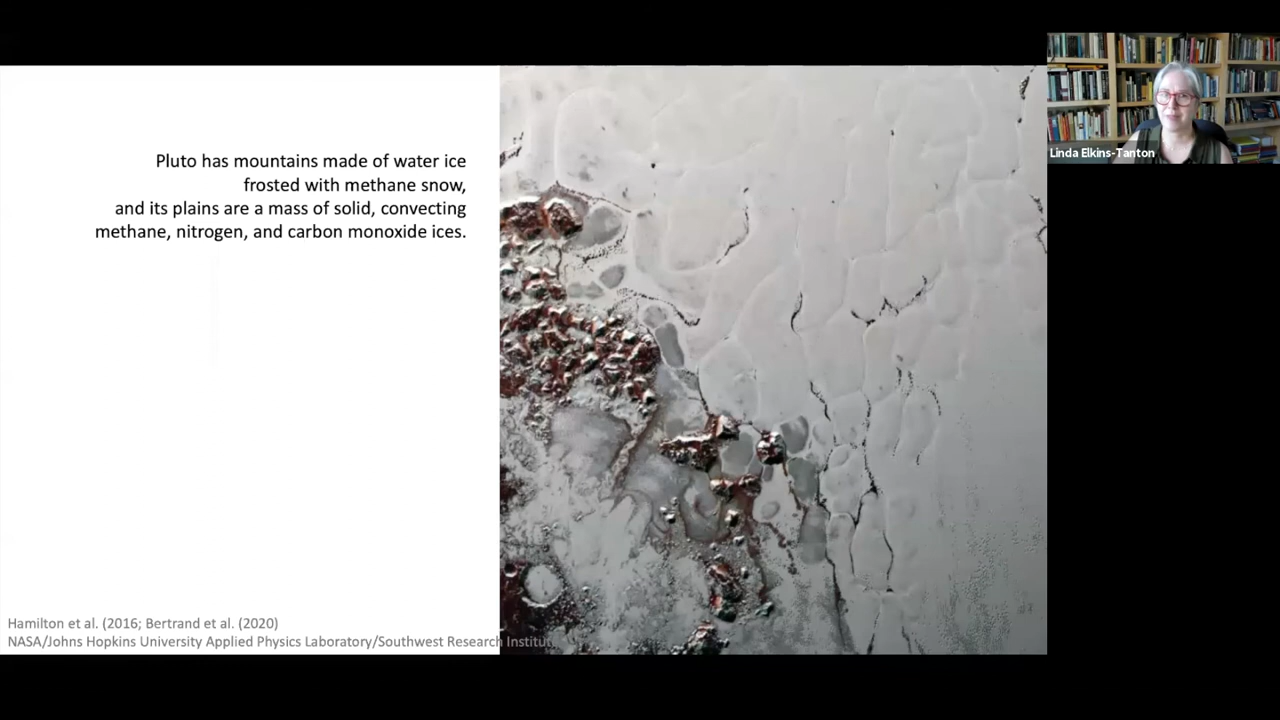 Pluto has mountains made of water ice
frosted with methane snow,
and its plains are a mass of solid, convecting
methane, nitrogen, and carbon monoxide ices.
Linda Elkins-Tanton
Hamilton et al. (2016; Bertrand et al. (2020)
NASA/Johns Hopkins University Applied Physics Laboratory/Southwest Research Institute